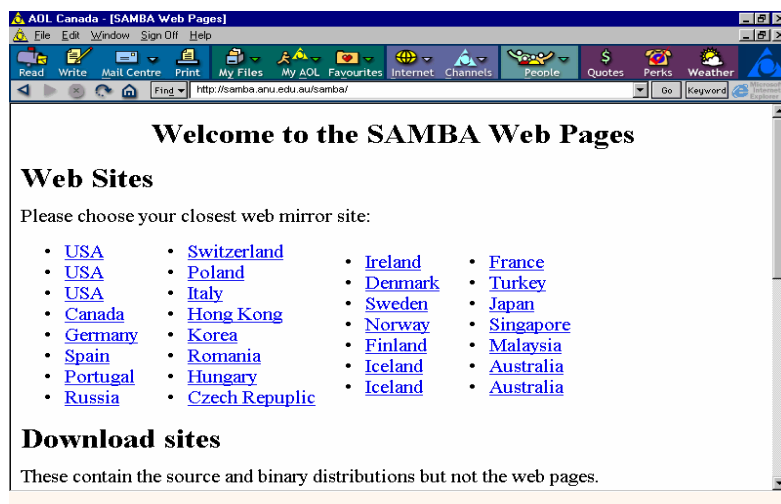 AOL Canada - [SAMBA Web Pages]
File Edit Window Sign Off Help
Read Write Mail Centre Print My Files My AOL Favourites Internet Channels People Quotes Perks Weather
Find http://samba.anu.edu.au/samba/ Go Keyword Microsoft Internet Explorer
Welcome to the SAMBA Web Pages
Web Sites
Please choose your closest web mirror site:
• USA
• USA
• USA
• Canada
• Germany
• Spain
• Portugal
• Russia
• Switzerland
• Poland
• Italy
• Hong Kong
• Korea
• Romania
• Hungary
• Czech Repuplic
• Ireland
• Denmark
• Sweden
• Norway
• Finland
• Iceland
• Iceland
• France
• Turkey
• Japan
• Singapore
• Malaysia
• Australia
• Australia
Download sites
These contain the source and binary distributions but not the web pages.